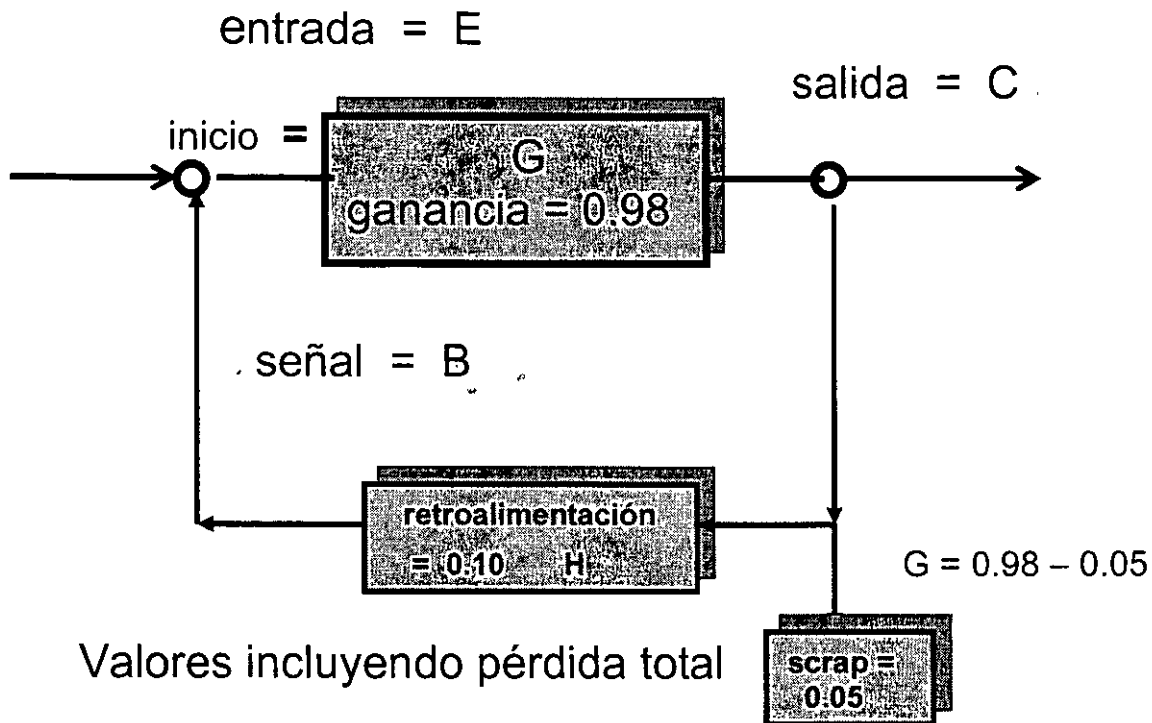 entrada = E
salida = C
inicio =
G
ganancia = 0.98
señal = B
retroalimentación
= 0.10 H
G = 0.98 – 0.05
Valores incluyendo pérdida total
scrap =
0.05